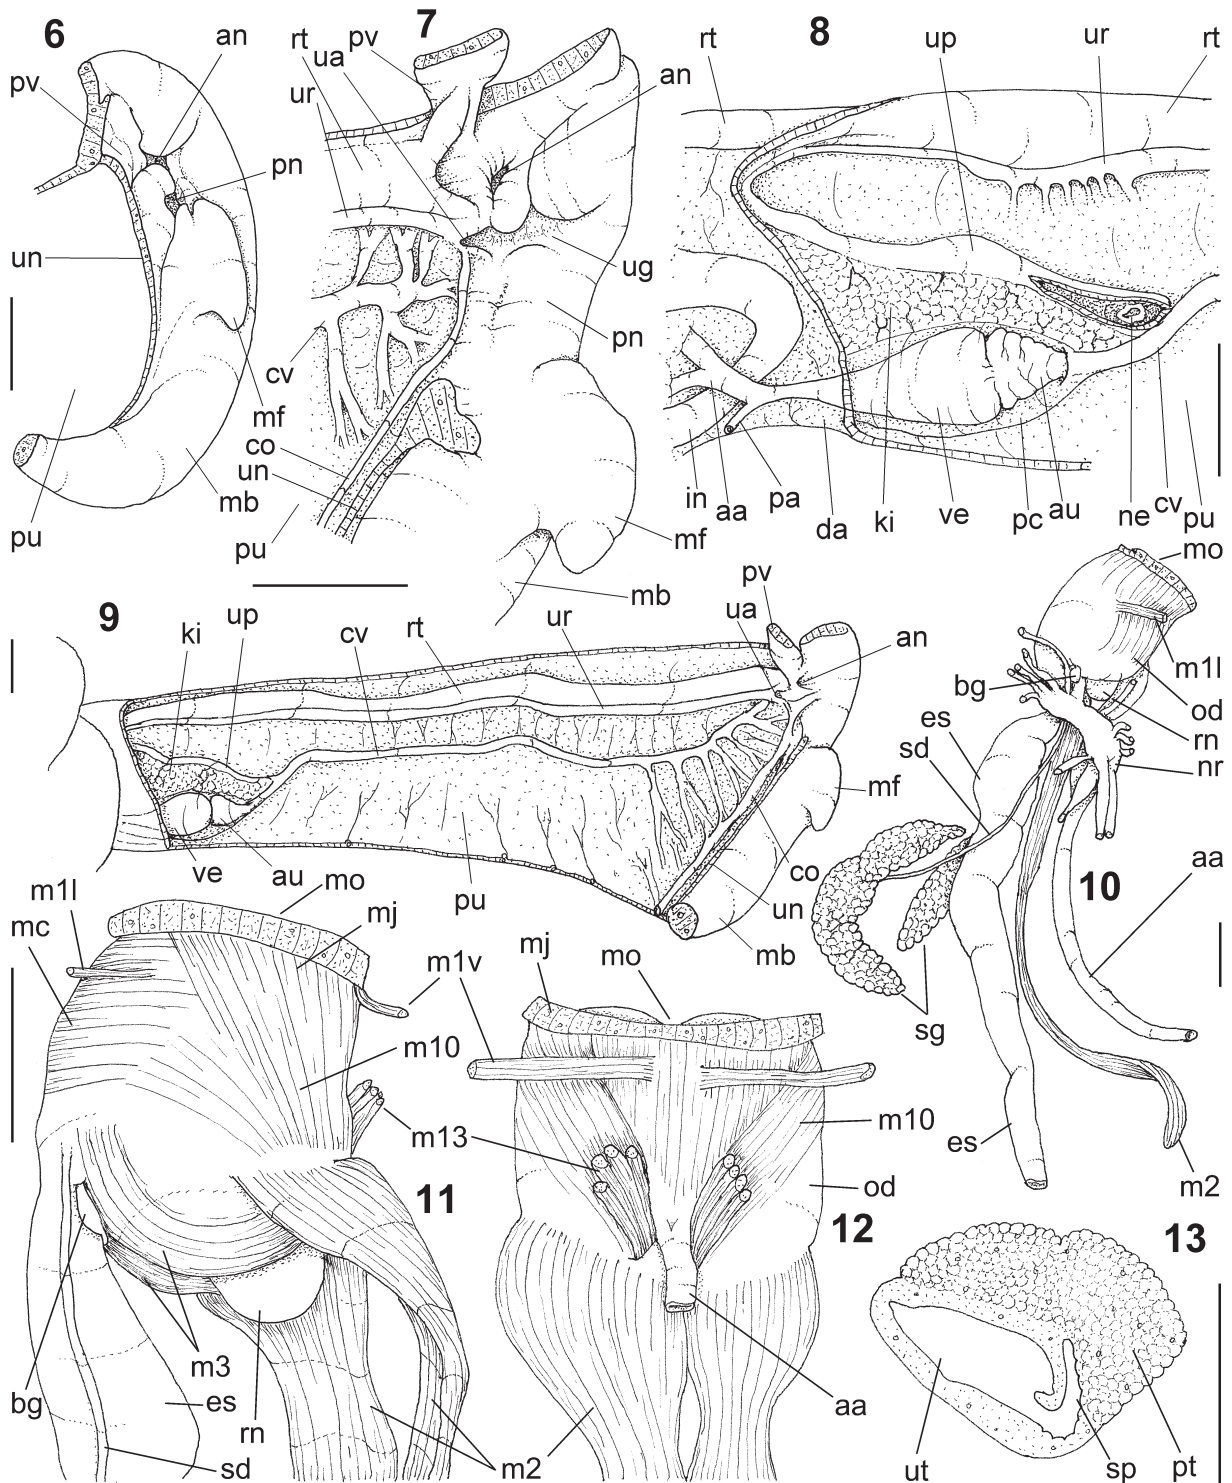 6
an
pv
pn
un
mf
mb
pu
7
rt
ua
pv
ur
an
ug
pn
cv
co
un
pu
mf
mb
8
rt
up
ur
rt
in
aa
pa
da
ki
ve
pc
au
ne
cv
pu
9
ki
up
cv
rt
ur
ua
pv
an
mf
ve
au
pu
co
un
mb
10
mo
m1l
bg
od
rn
nr
es
sd
aa
sg
es
m2
11
m1l
mo
mc
mj
m1v
m10
m13
bg
m3
es
rn
sd
m2
12
mj
mo
m10
od
aa
13
ut
sp
pt